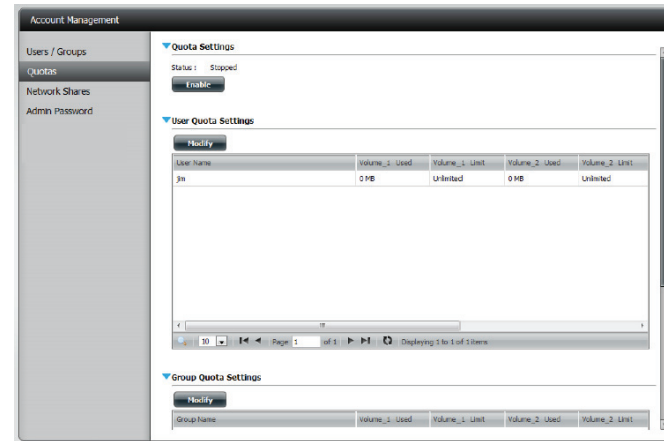 Account Management
Users / Groups
Quotas
Network Shares
Admin Password
Quota Settings
Status : Stopped
Enable
User Quota Settings
Modify
User Name Volume_1 Used Volume_1 Limit Volume_2 Used Volume_2 Limit
jim 0 MB Unlimited 0 MB Unlimited
10 Page 1 of 1 Displaying 1 to 1 of 1 items
Group Quota Settings
Modify
Group Name Volume_1 Used Volume_1 Limit Volume_2 Used Volume_2 Limit